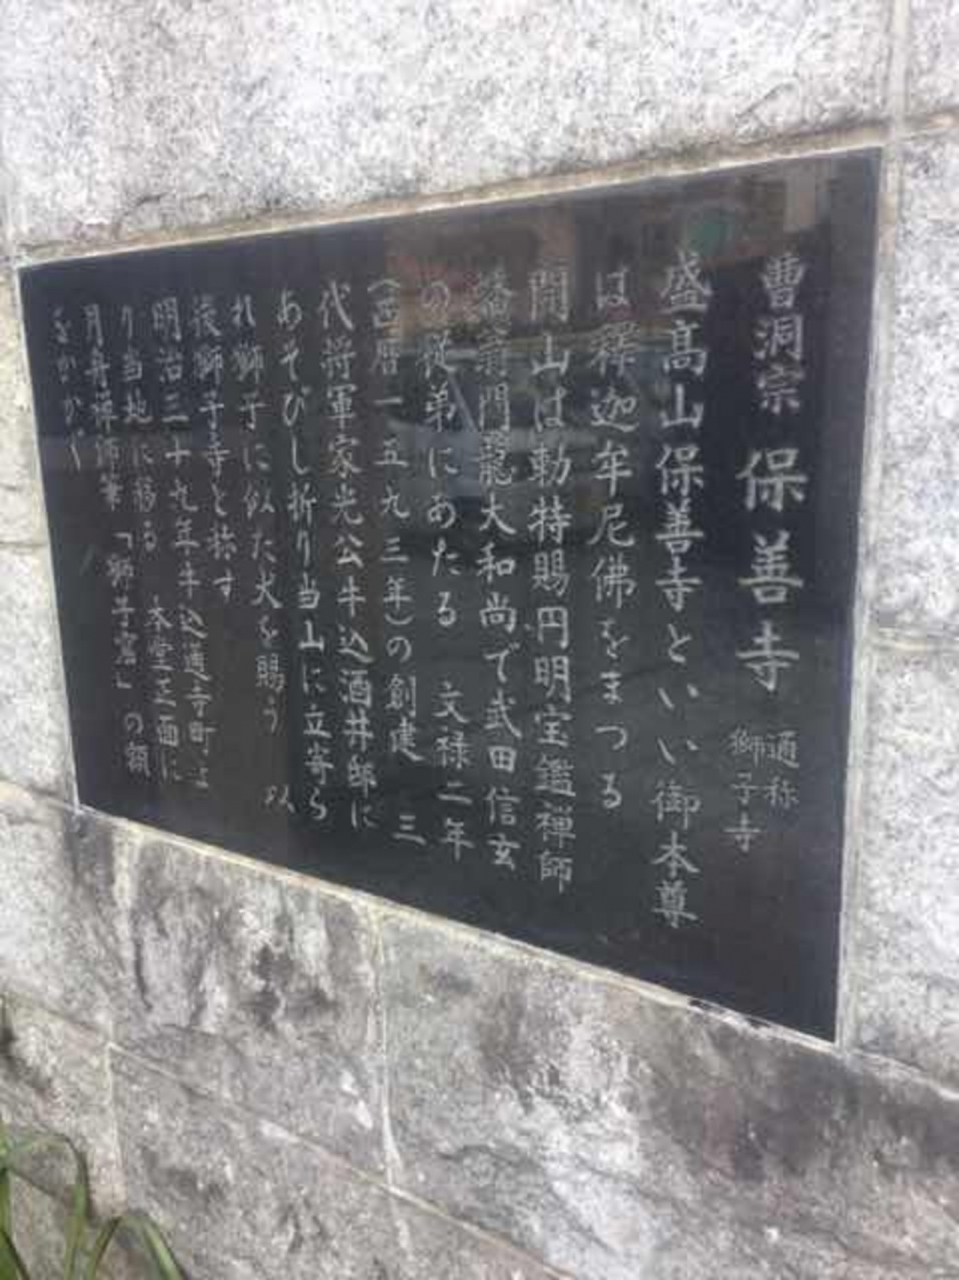 曹洞宗 保善寺 通称 獅子寺
盛高山保善寺といい御本尊
は釋迦牟尼佛をまつる
開山は勅特賜円明宝鑑禅師
蟠翁門龍大和尚で武田信玄
の従弟にあたる 文禄二年
(西暦一五九三年)の創建 三
代将軍家光公牛込酒井邸に
あそびし折り当山に立寄ら
れ獅子に似た犬を賜う 以
後獅子寺と称す
明治三十九年牛込通寺町よ
り当地に移る 本堂正面に
月舟禅師筆「獅子窟」の額
をかかぐ